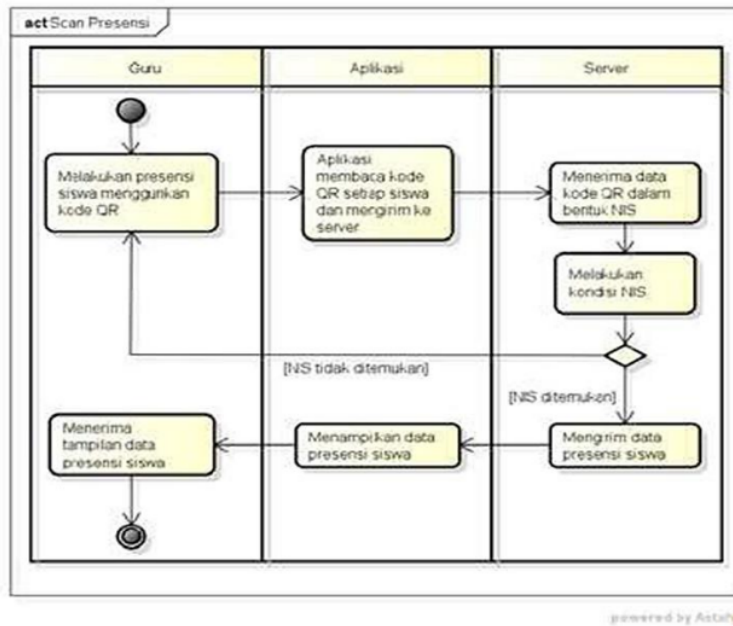 act Scan Presensi
Guru
Aplikasi
Server
Melakukan presensi
siswa menggunkan
kode QR
Aplikasi
membaca kode
QR setiap siswa
dan mengirim ke
server
Menerima data
kode QR dalam
bentuk NIS
Melakukan
kondisi NIS
[NIS tidak ditemukan]
[NIS ditemukan]
Menerima
tampilan data
presensi siswa
Menampilkan data
presensi siswa
Mengirim data
presensi siswa
powered by Astah